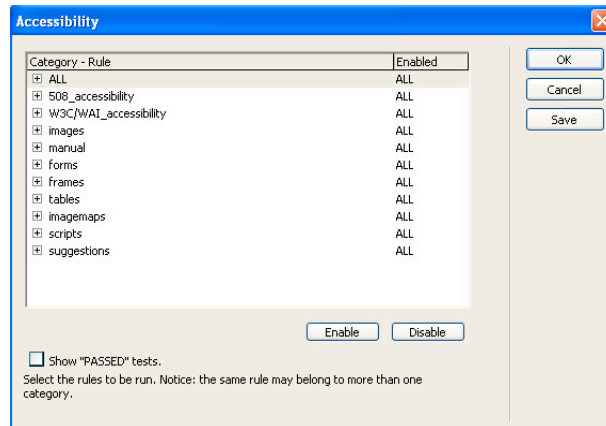 Accessibility
Category - Rule Enabled
ALL ALL
508_accessibility ALL
W3C/WAI_accessibility ALL
images ALL
manual ALL
forms ALL
frames ALL
tables ALL
imagemaps ALL
scripts ALL
suggestions ALL
OK
Cancel
Save
Enable Disable
Show "PASSED" tests.
Select the rules to be run. Notice: the same rule may belong to more than one
category.